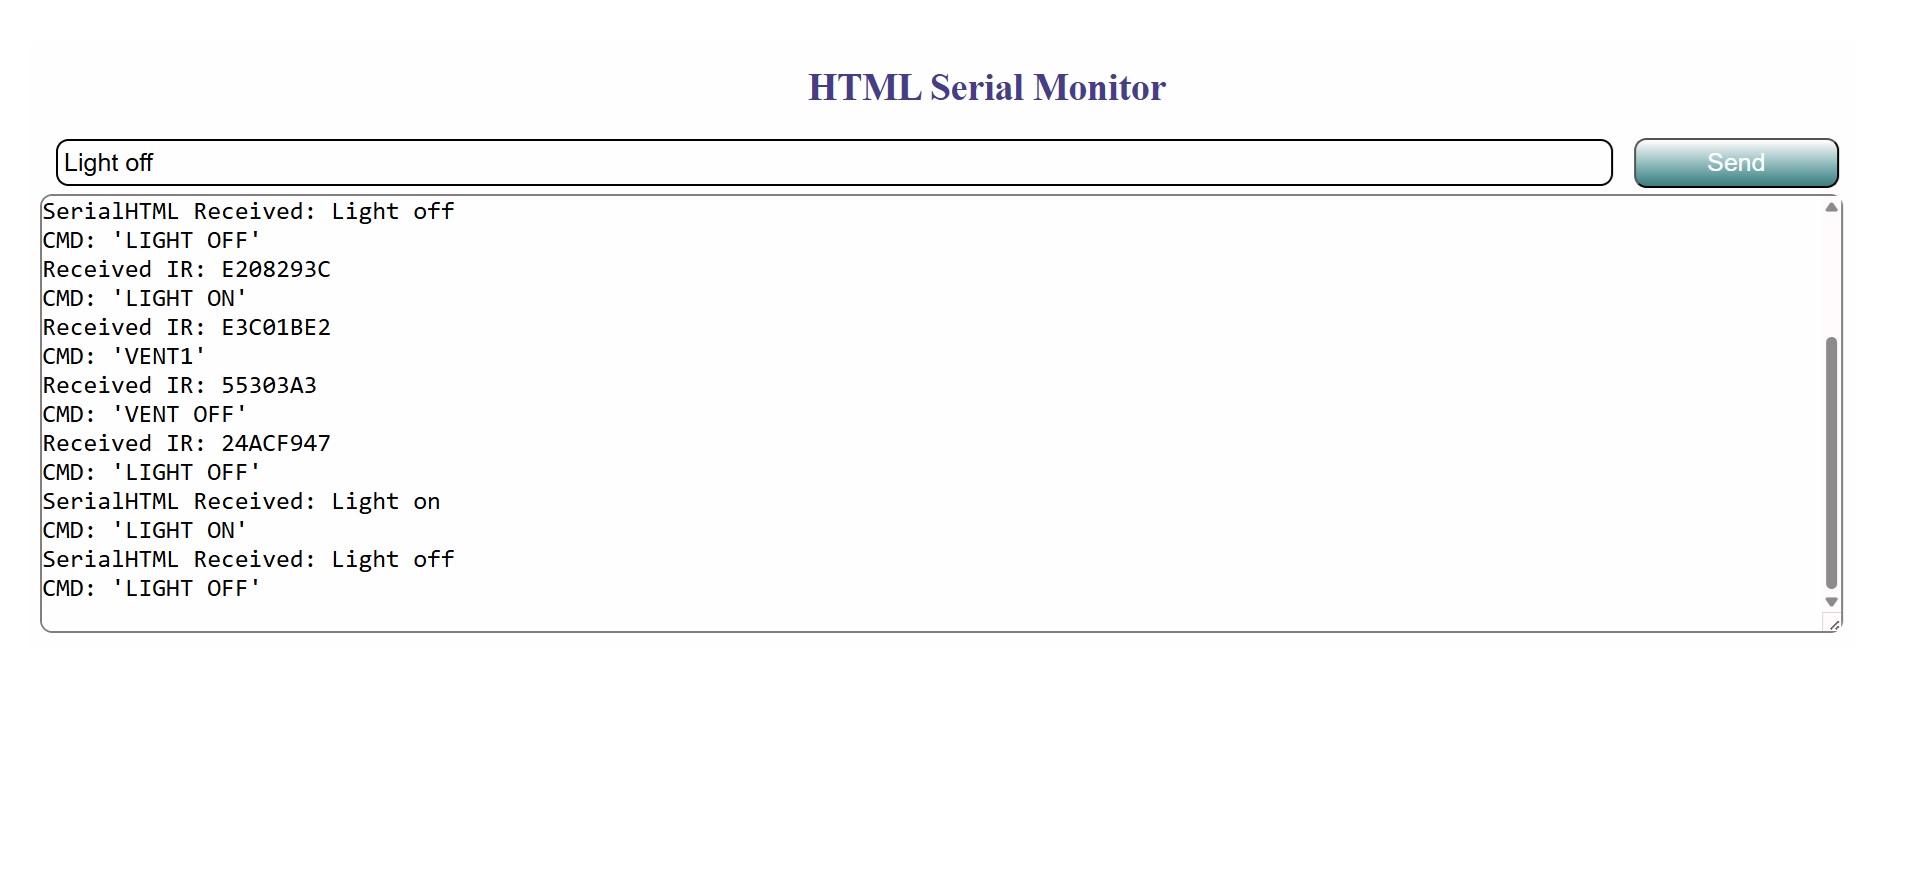 HTML Serial Monitor
Light off
Send
SerialHTML Received: Light off
CMD: 'LIGHT OFF'
Received IR: E208293C
CMD: 'LIGHT ON'
Received IR: E3C01BE2
CMD: 'VENT1'
Received IR: 55303A3
CMD: 'VENT OFF'
Received IR: 24ACF947
CMD: 'LIGHT OFF'
SerialHTML Received: Light on
CMD: 'LIGHT ON'
SerialHTML Received: Light off
CMD: 'LIGHT OFF'